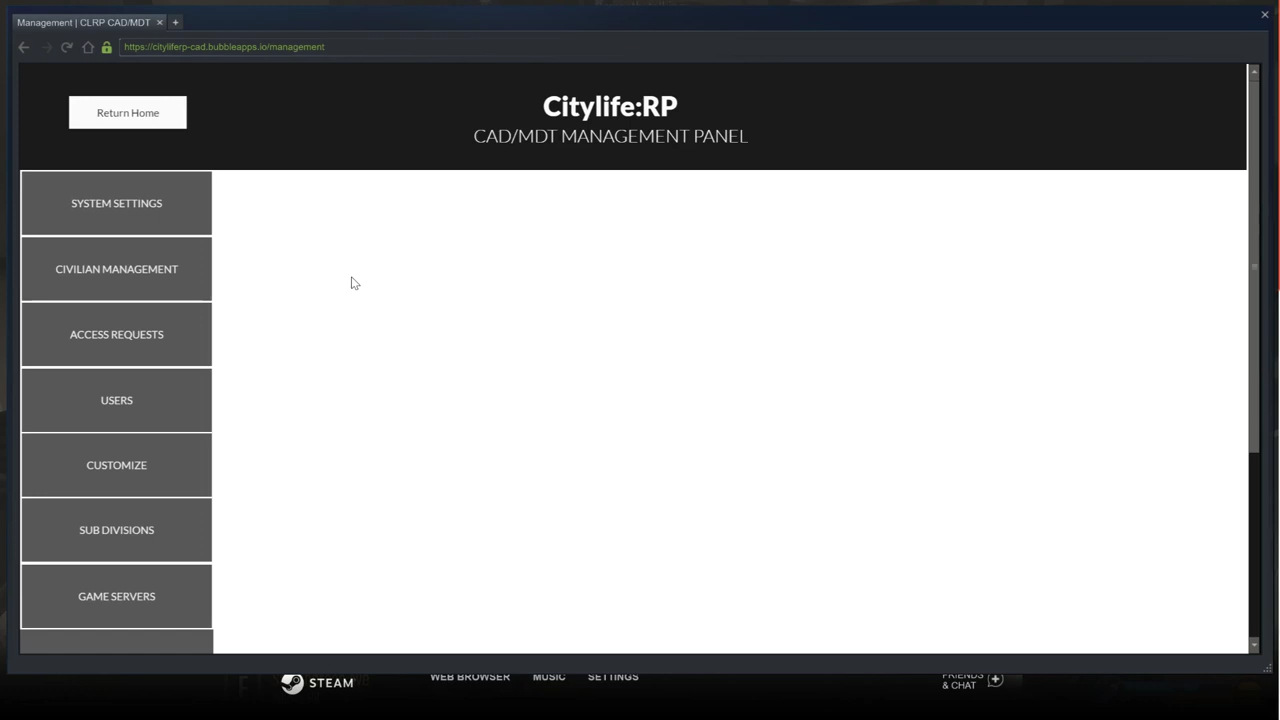 Management | CLRP CAD/MDT
https://cityliferp-cad.bubbleapps.io/management
Return Home
Citylife:RP
CAD/MDT MANAGEMENT PANEL
SYSTEM SETTINGS
CIVILIAN MANAGEMENT
ACCESS REQUESTS
USERS
CUSTOMIZE
SUB DIVISIONS
GAME SERVERS
STEAM
WEB BROWSER
MUSIC
SETTINGS
FRIENDS
& CHAT